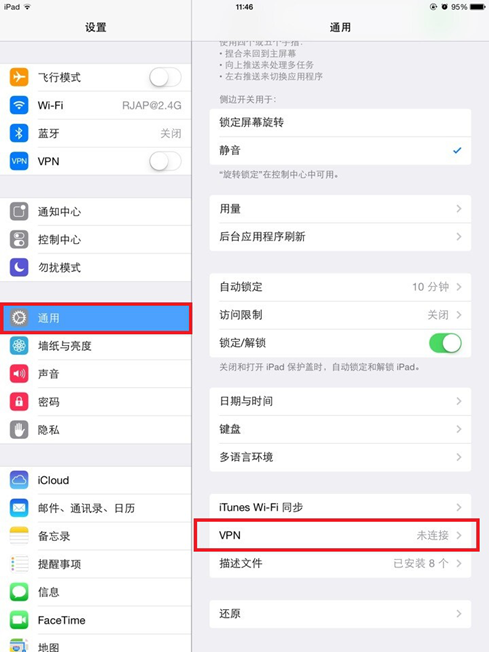 iPad
11:46
95%
设置
飞行模式
Wi-Fi
RJAP@2.4G
蓝牙
关闭
VPN
VPN
通知中心
控制中心
勿扰模式
通用
墙纸与亮度
声音
密码
隐私
iCloud
邮件、通讯录、日历
备忘录
提醒事项
信息
FaceTime
地图
通用
使用四个或五个手指:
• 捏合来回到主屏幕
• 向上推送来处理多任务
• 左右推送来切换应用程序
侧边开关用于:
锁定屏幕旋转
静音
“旋转锁定”在控制中心中可用。
用量
后台应用程序刷新
自动锁定
10 分钟
访问限制
关闭
锁定/解锁
关闭和打开 iPad 保护盖时，自动锁定和解锁 iPad。
日期与时间
键盘
多语言环境
iTunes Wi-Fi 同步
VPN
未连接
描述文件
已安装 8 个
还原